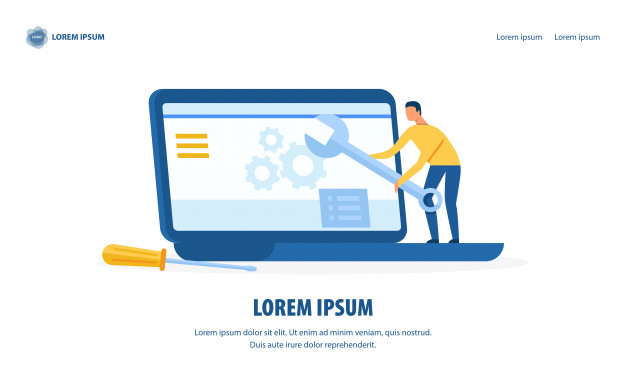 LOGO
LOREM IPSUM
Lorem ipsum
Lorem ipsum
LOREM IPSUM
Lorem ipsum dolor sit elit. Ut enim ad minim veniam, quis nostrud.
Duis aute irure dolor in reprehenderit.